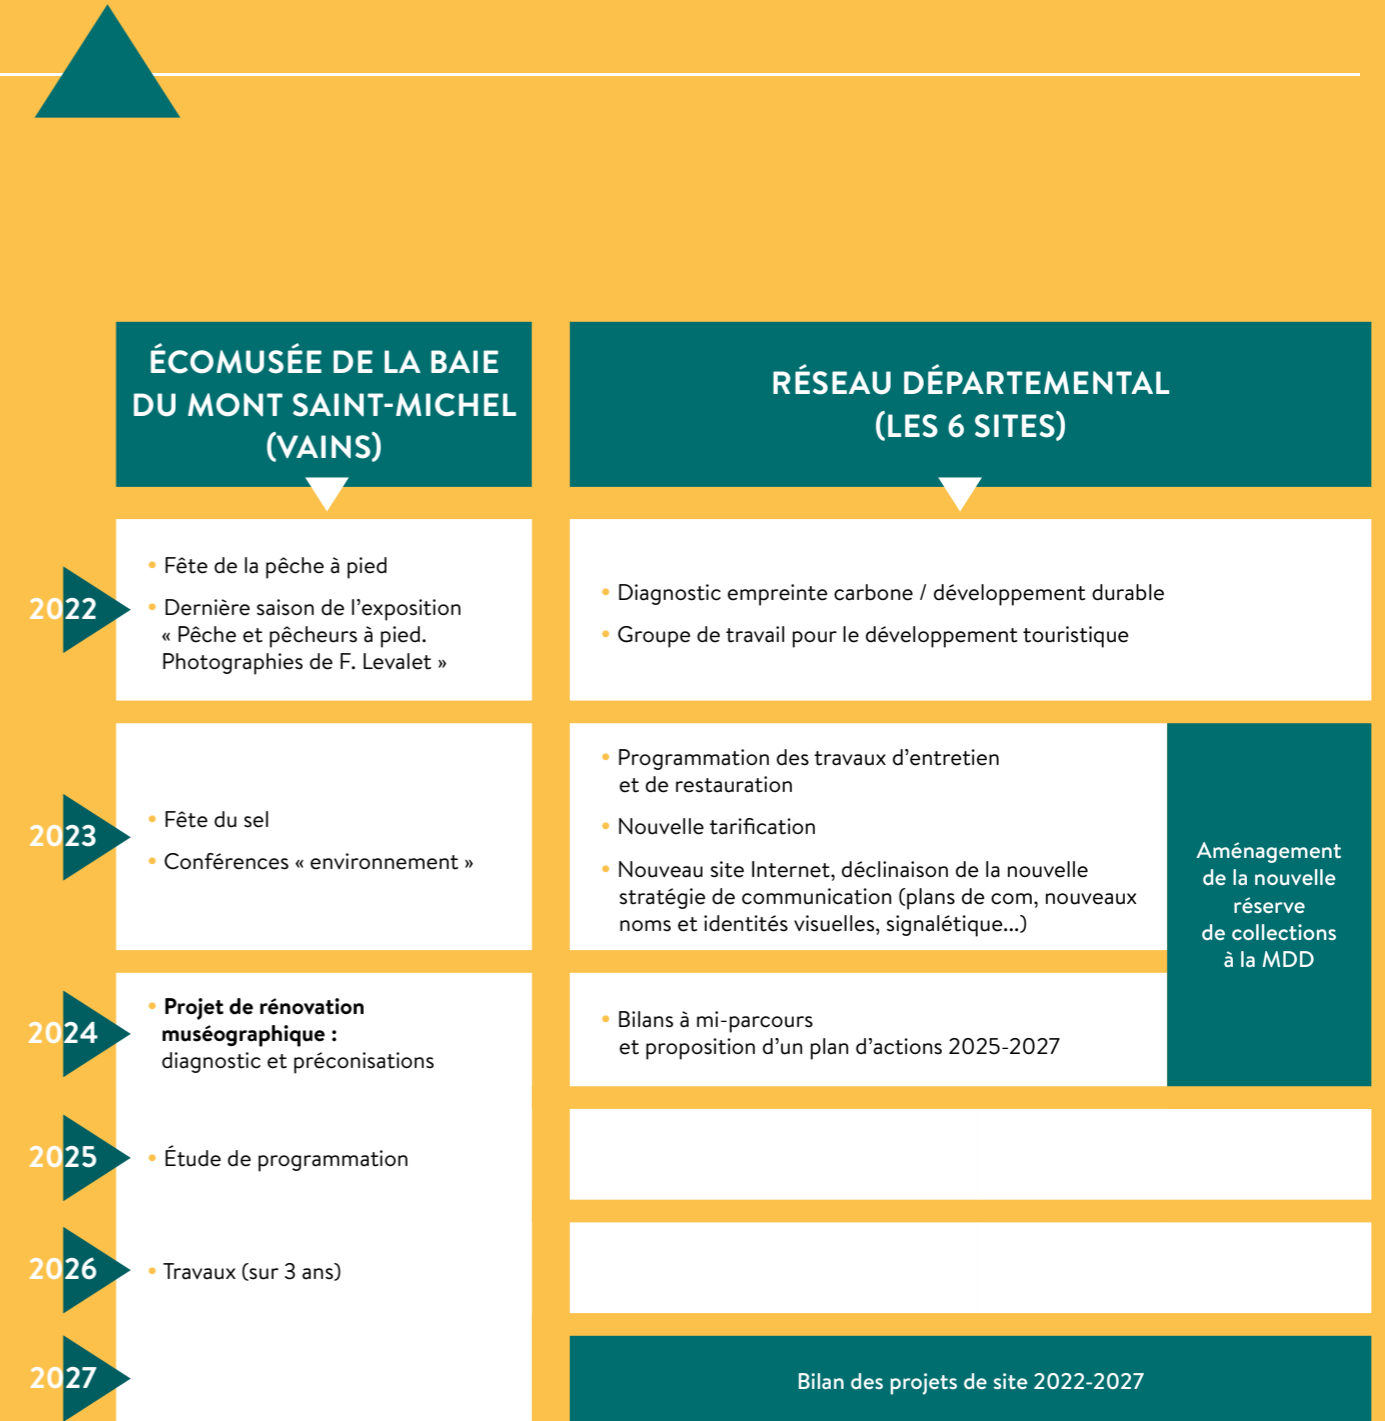 ÉCOMUSÉE DE LA BAIE
DU MONT SAINT-MICHEL
(VAINS)
RÉSEAU DÉPARTEMENTAL
(LES 6 SITES)
2022
• Fête de la pêche à pied
• Dernière saison de l’exposition
« Pêche et pêcheurs à pied.
Photographies de F. Levalet »
• Diagnostic empreinte carbone / développement durable
• Groupe de travail pour le développement touristique
2023
• Fête du sel
• Conférences « environnement »
• Programmation des travaux d’entretien
et de restauration
• Nouvelle tarification
• Nouveau site Internet, déclinaison de la nouvelle
stratégie de communication (plans de com, nouveaux
noms et identités visuelles, signalétique...)
Aménagement
de la nouvelle
réserve
de collections
à la MDD
2024
• Projet de rénovation
muséographique :
diagnostic et préconisations
• Bilans à mi-parcours
et proposition d’un plan d’actions 2025-2027
2025
• Étude de programmation
2026
• Travaux (sur 3 ans)
2027
Bilan des projets de site 2022-2027